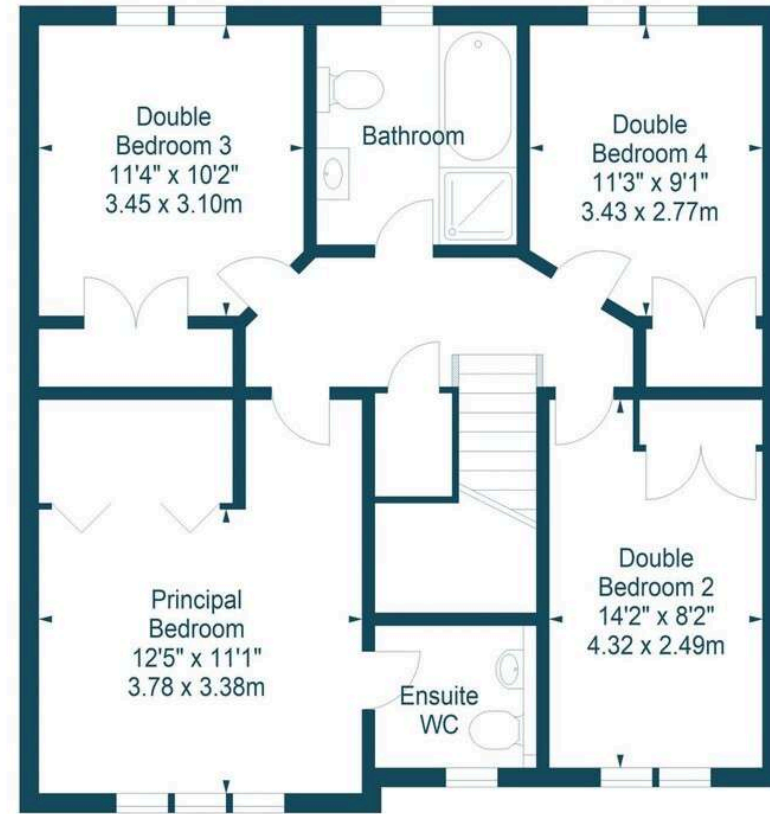 Double
Bedroom 3
11'4" x 10'2"
3.45 x 3.10m
Bathroom
Double
Bedroom 4
11'3" x 9'1"
3.43 x 2.77m
Principal
Bedroom
12'5" x 11'1"
3.78 x 3.38m
Ensuite
WC
Double
Bedroom 2
14'2" x 8'2"
4.32 x 2.49m